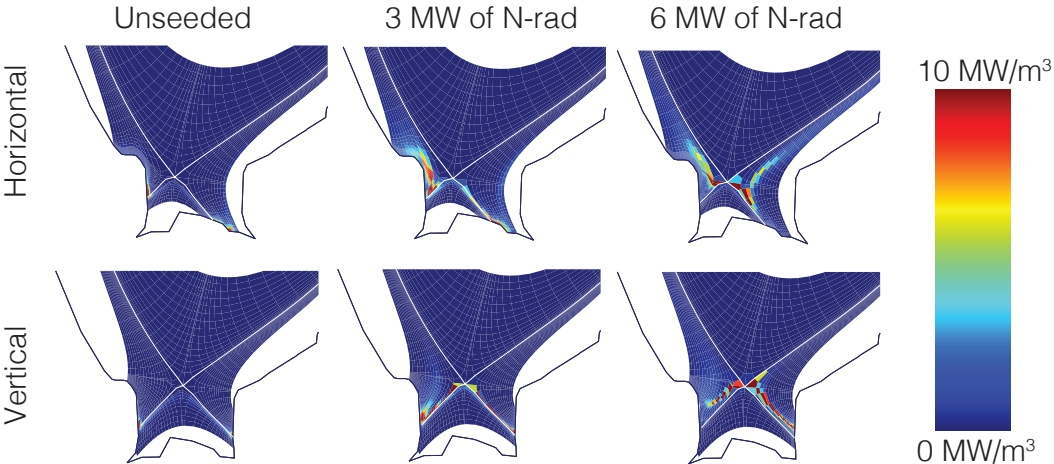 Unseeded
3 MW of N-rad
6 MW of N-rad
Horizontal
Vertical
10 MW/m³
0 MW/m³